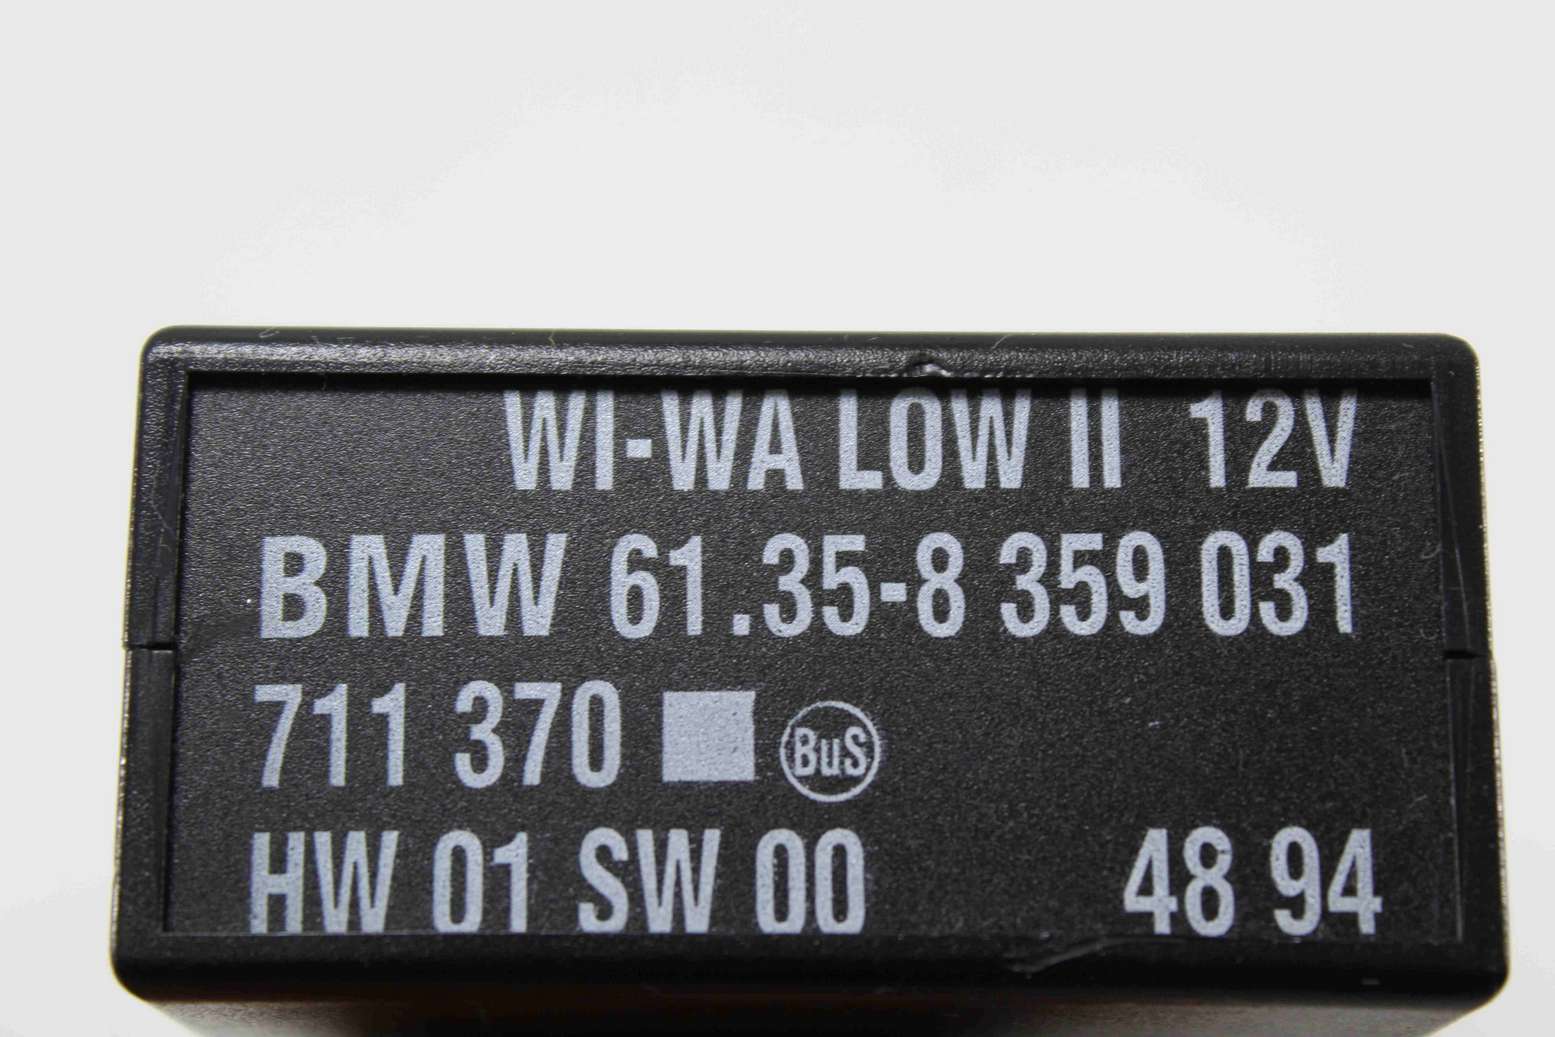 WI-WA LOW II 12V
BMW 61.35-8 359 031
711 370 BuS
HW 01 SW 00 48 94